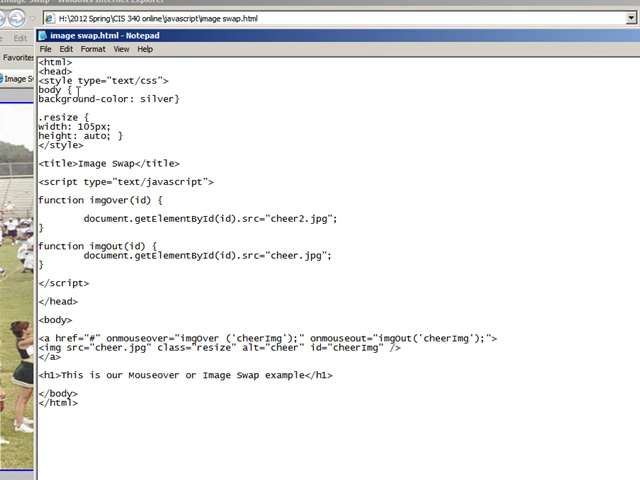 H:\2012 Spring\CIS 340 online\javascript\image swap.html
Edit
Favorites
Image S
image swap.html - Notepad
File Edit Format View Help
<html>
<head>
<style type="text/css">
body {
background-color: silver}
.resize {
width: 105px;
height: auto; }
</style>
<title>Image Swap</title>
<script type="text/javascript">
function imgOver(id) {
document.getElementById(id).src="cheer2.jpg";
}
function imgOut(id) {
document.getElementById(id).src="cheer.jpg";
}
</script>
</head>
<body>
<a href="#" onmouseover="imgOver ('cheerImg');" onmouseout="imgOut('cheerImg');">
<img src="cheer.jpg" class="resize" alt="cheer" id="cheerImg" />
</a>
<h1>This is our Mouseover or Image Swap example</h1>
</body>
</html>